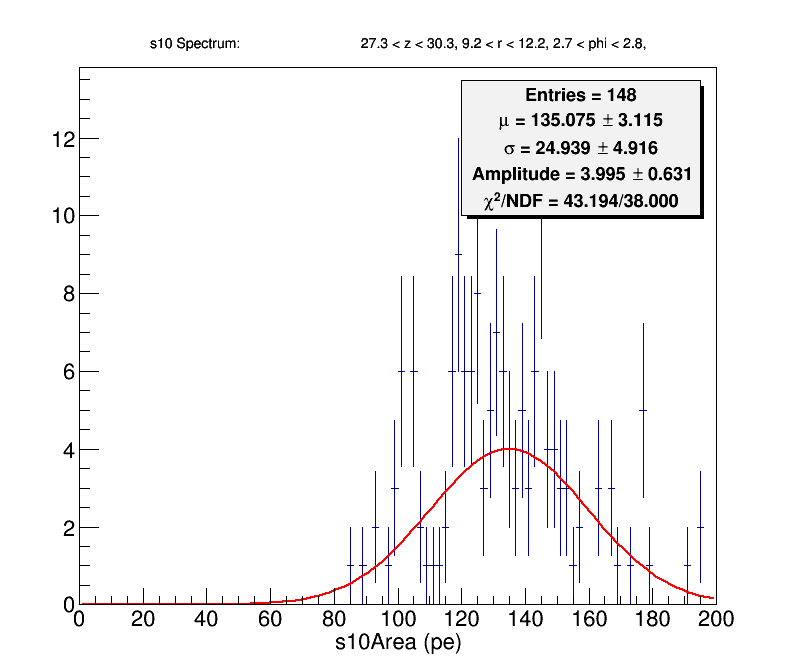 s10 Spectrum: 27.3 < z < 30.3, 9.2 < r < 12.2, 2.7 < phi < 2.8,
Entries = 148
μ = 135.075 ± 3.115
σ = 24.939 ± 4.916
Amplitude = 3.995 ± 0.631
χ²/NDF = 43.194/38.000
12
10
8
6
4
2
0
0 20 40 60 80 100 120 140 160 180 200
s10Area (pe)